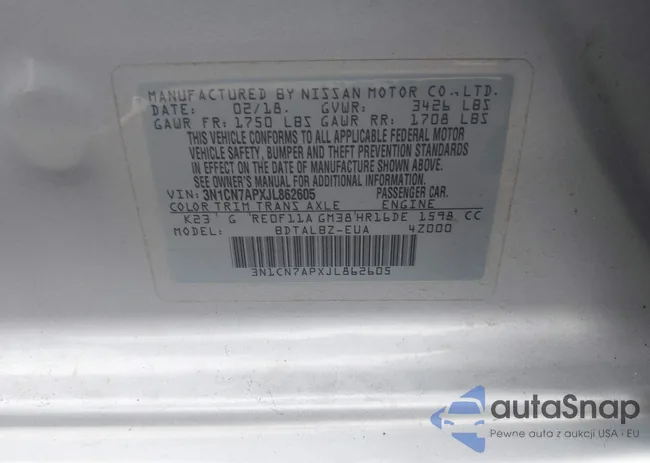 MANUFACTURED BY NISSAN MOTOR CO.,LTD.
DATE: 02/18. GVWR: 3426 LBS
GAWR FR: 1750 LBS GAWR RR: 1708 LBS
THIS VEHICLE CONFORMS TO ALL APPLICABLE FEDERAL MOTOR
VEHICLE SAFETY, BUMPER AND THEFT PREVENTION STANDARDS
IN EFFECT ON THE DATE OF MANUFACTURE SHOWN ABOVE.
SEE OWNER'S MANUAL FOR ADDITIONAL INFORMATION
VIN: 3N1CN7APXJL862605 PASSENGER CAR.
COLOR TRIM TRANS AXLE ENGINE
K23 G RE0F11A GM38 HR16DE 1598 CC
BDTALBZ-EUA 4Z000
3N1CN7APXJL862605
autoSnap
Pewne auta z aukcji USA i EU